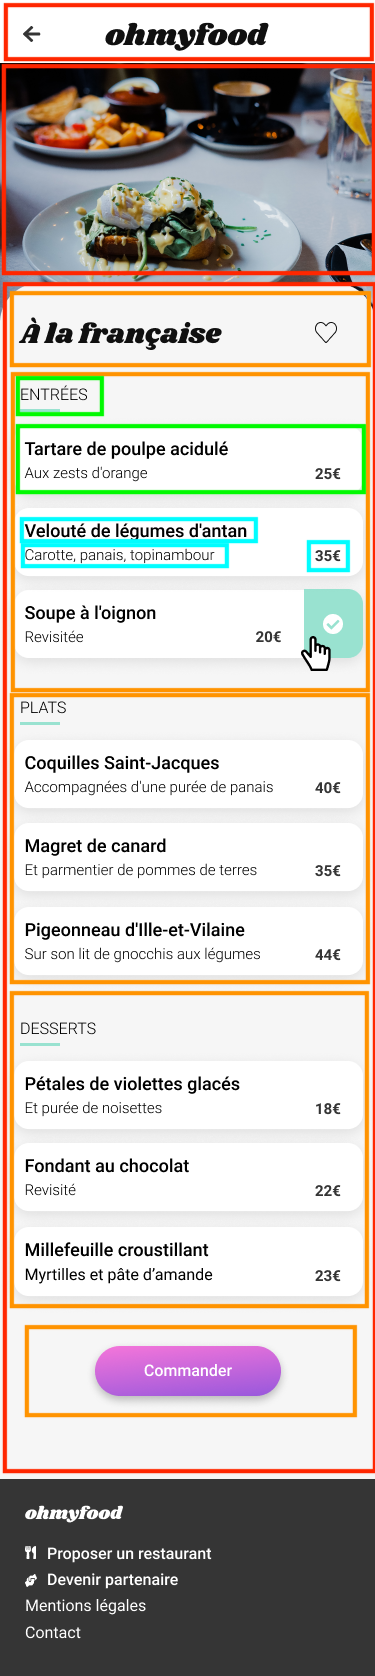 ohmyfood
À la française
ENTRÉES
Tartare de poulpe acidulé
Aux zests d'orange 25€
Velouté de légumes d'antan
Carotte, panais, topinambour 35€
Soupe à l'oignon
Revisitée 20€
PLATS
Coquilles Saint-Jacques
Accompagnées d'une purée de panais 40€
Magret de canard
Et parmentier de pommes de terres 35€
Pigeonneau d'Ille-et-Vilaine
Sur son lit de gnocchis aux légumes 44€
DESSERTS
Pétales de violettes glacés
Et purée de noisettes 18€
Fondant au chocolat
Revisité 22€
Millefeuille croustillant
Myrtilles et pâte d’amande 23€
Commander
ohmyfood
Proposer un restaurant
Devenir partenaire
Mentions légales
Contact